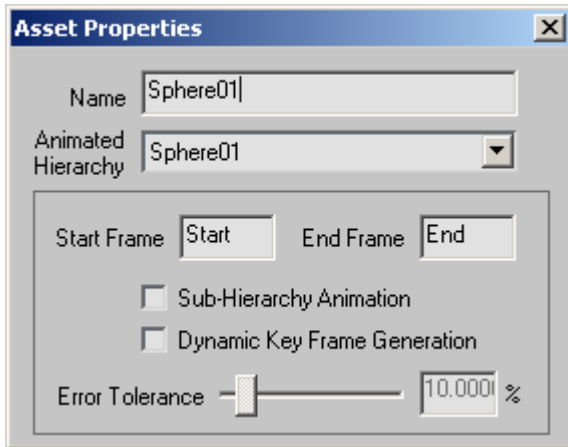 Asset Properties
Name Sphere01
Animated Hierarchy Sphere01
Start Frame Start End Frame End
Sub-Hierarchy Animation
Dynamic Key Frame Generation
Error Tolerance 10.000 %